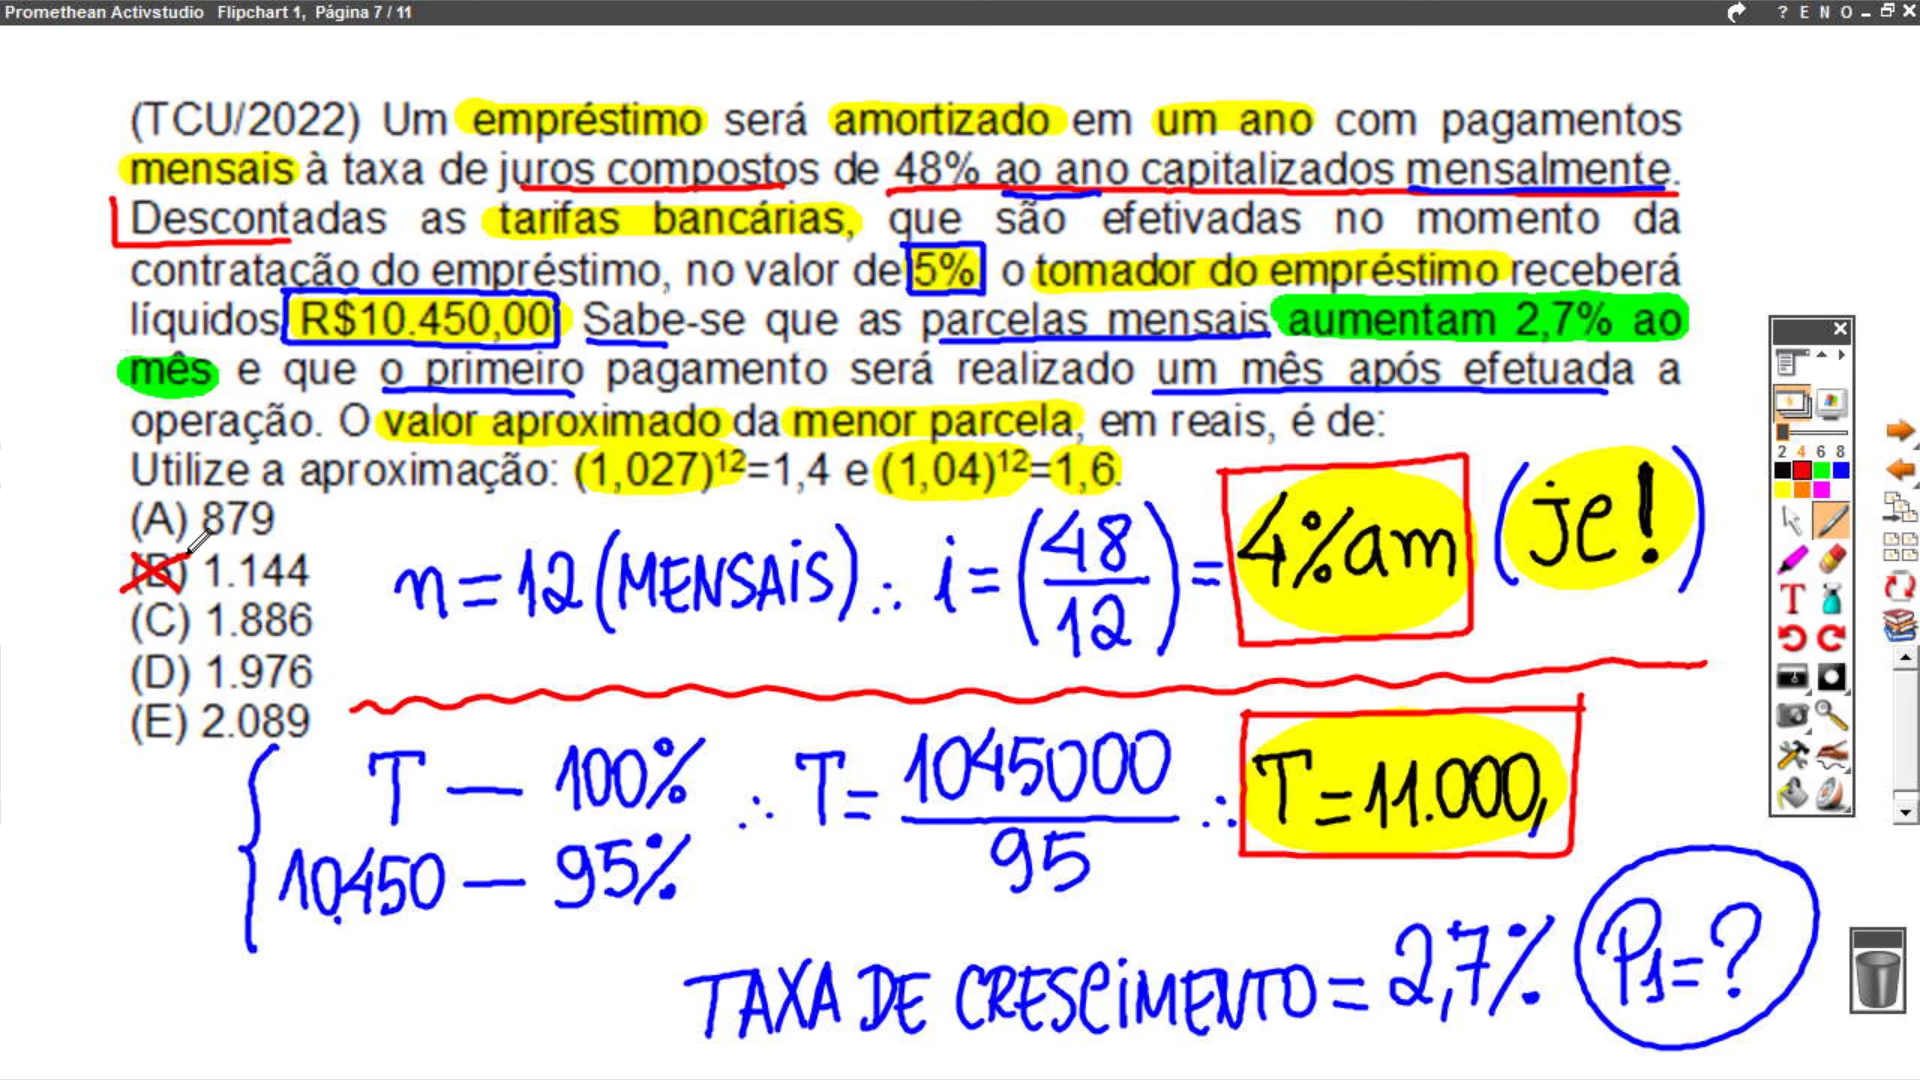 Promethean Activstudio Flipchart 1, Página 7 / 11
? E N O
(TCU/2022) Um empréstimo será amortizado em um ano com pagamentos
mensais à taxa de juros compostos de 48% ao ano capitalizados mensalmente.
Descontadas as tarifas bancárias, que são efetivadas no momento da
contratação do empréstimo, no valor de 5% o tomador do empréstimo receberá
líquidos R$10.450,00 Sabe-se que as parcelas mensais aumentam 2,7% ao
mês e que o primeiro pagamento será realizado um mês após efetuada a
operação. O valor aproximado da menor parcela, em reais, é de:
Utilize a aproximação: (1,027)¹²=1,4 e (1,04)¹²=1,6.
(A) 879
(B) 1.144
(C) 1.886
(D) 1.976
(E) 2.089
n = 12 (MENSAIS) ∴ i = (48/12) = 4%am (je!)
T — 100% ∴ T = 1045000/95 ∴ T = 11.000,
10.450 — 95%
TAXA DE CRESCIMENTO = 2,7% P1 = ?
2 4 6 8
T